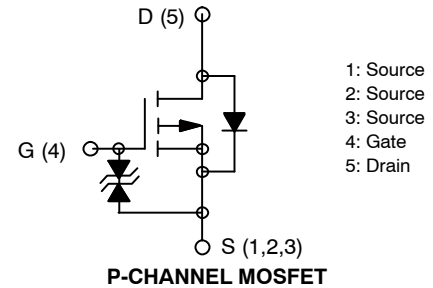 D (5)
1: Source
2: Source
3: Source
4: Gate
5: Drain
G (4)
S (1,2,3)
P-CHANNEL MOSFET